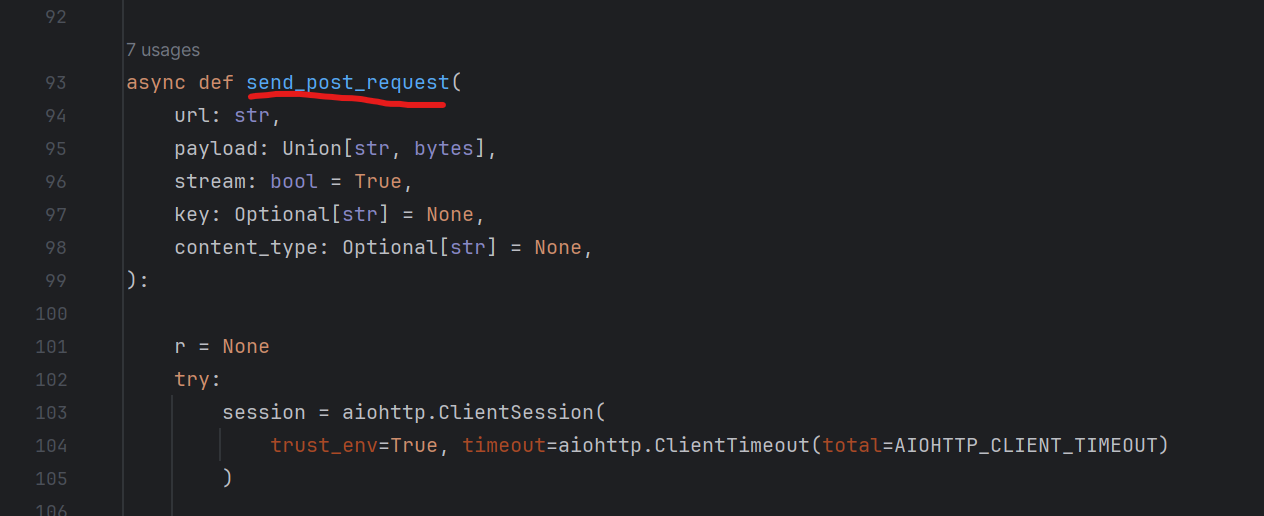 92
7 usages
93 async def send_post_request(
94 url: str,
95 payload: Union[str, bytes],
96 stream: bool = True,
97 key: Optional[str] = None,
98 content_type: Optional[str] = None,
99 ):
100
101 r = None
102 try:
103 session = aiohttp.ClientSession(
104 trust_env=True, timeout=aiohttp.ClientTimeout(total=AIOHTTP_CLIENT_TIMEOUT)
105 )
106